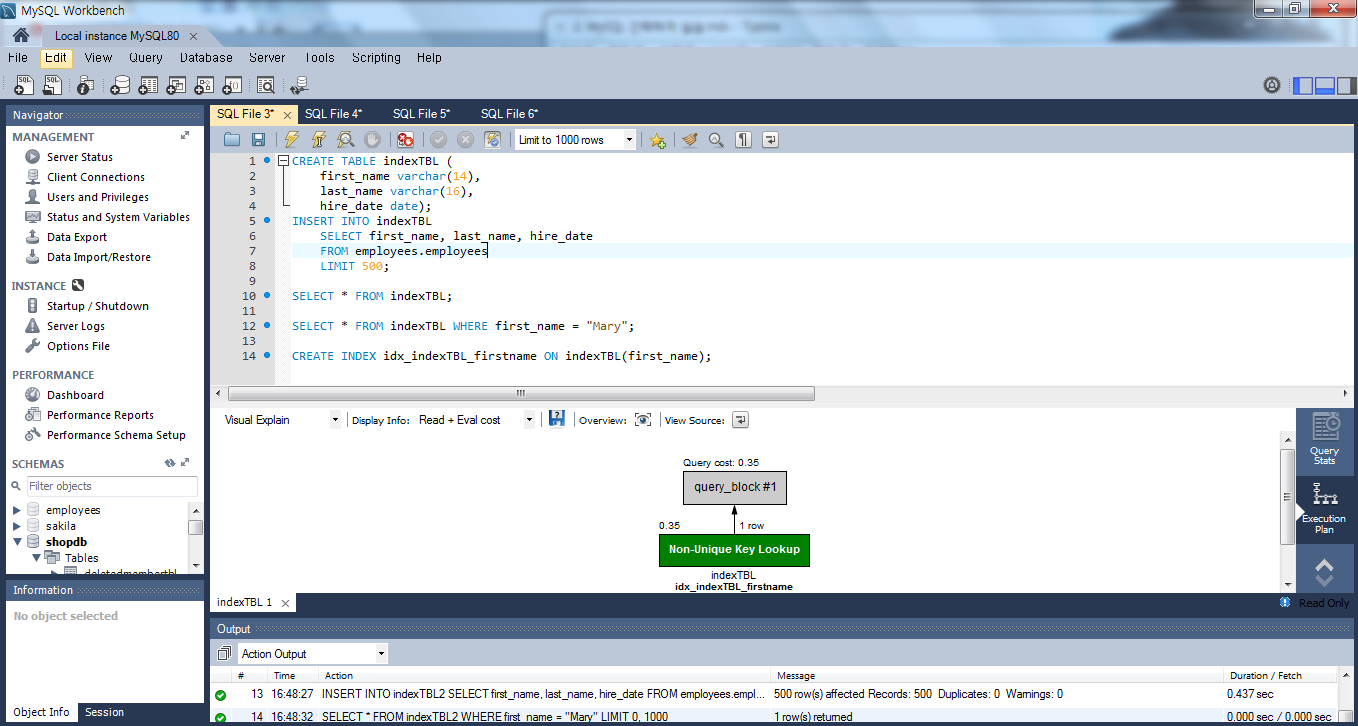 MySQL Workbench
Local instance MySQL80
File Edit View Query Database Server Tools Scripting Help
Navigator
MANAGEMENT
Server Status
Client Connections
Users and Privileges
Status and System Variables
Data Export
Data Import/Restore
INSTANCE
Startup / Shutdown
Server Logs
Options File
PERFORMANCE
Dashboard
Performance Reports
Performance Schema Setup
SCHEMAS
Filter objects
employees
sakila
shopdb
Tables
Information
No object selected
Object Info Session
SQL File 3* SQL File 4* SQL File 5* SQL File 6*
Limit to 1000 rows
1 CREATE TABLE indexTBL (
2 first_name varchar(14),
3 last_name varchar(16),
4 hire_date date);
5 INSERT INTO indexTBL
6 SELECT first_name, last_name, hire_date
7 FROM employees.employees
8 LIMIT 500;
9
10 SELECT * FROM indexTBL;
11
12 SELECT * FROM indexTBL WHERE first_name = "Mary";
13
14 CREATE INDEX idx_indexTBL_firstname ON indexTBL(first_name);
Visual Explain Display Info: Read + Eval cost Overview: View Source:
Query cost: 0.35
query_block #1
0.35 1 row
Non-Unique Key Lookup
indexTBL
idx_indexTBL_firstname
Query
Stats
Execution
Plan
indexTBL 1
Read Only
Output
Action Output
# Time Action Message Duration / Fetch
13 16:48:27 INSERT INTO indexTBL2 SELECT first_name, last_name, hire_date FROM employees.empl... 500 row(s) affected Records: 500 Duplicates: 0 Warnings: 0 0.437 sec
14 16:48:32 SELECT * FROM indexTBL2 WHERE first_name = "Mary" LIMIT 0, 1000 1 row(s) returned 0.000 sec / 0.000 sec